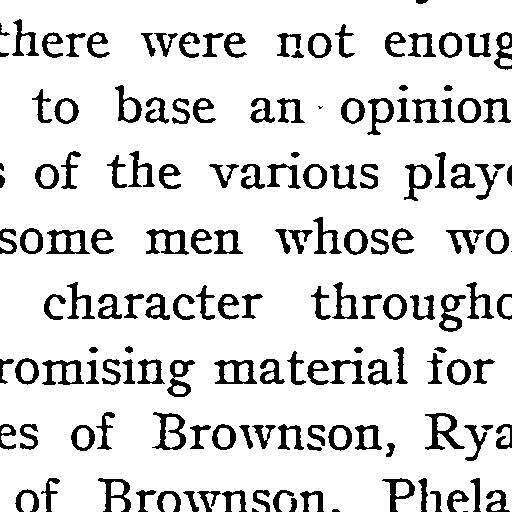 there were not enoug
to base an opinion
s of the various playe
some men whose wo
character througho
romising material for
es of Brownson, Rya
of Brownson, Phela